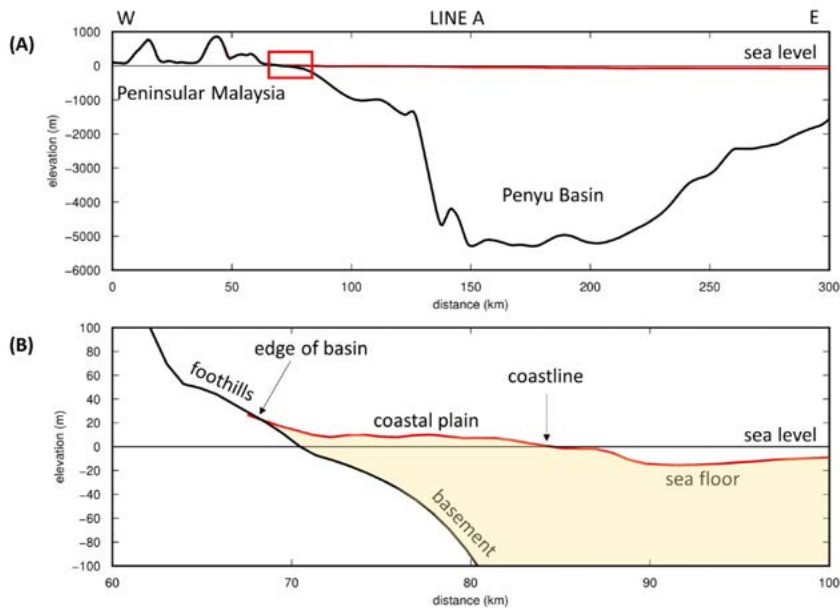 W LINE A E
(A)
1000
0
−1000
−2000
−3000
−4000
−5000
−6000
elevation (m)
sea level
Peninsular Malaysia
Penyu Basin
0 50 100 150 200 250 300
distance (km)
(B)
100
80
60
40
20
0
−20
−40
−60
−80
−100
elevation (m)
edge of basin
foothills
coastline
coastal plain
sea level
sea floor
basement
60 70 80 90 100
distance (km)